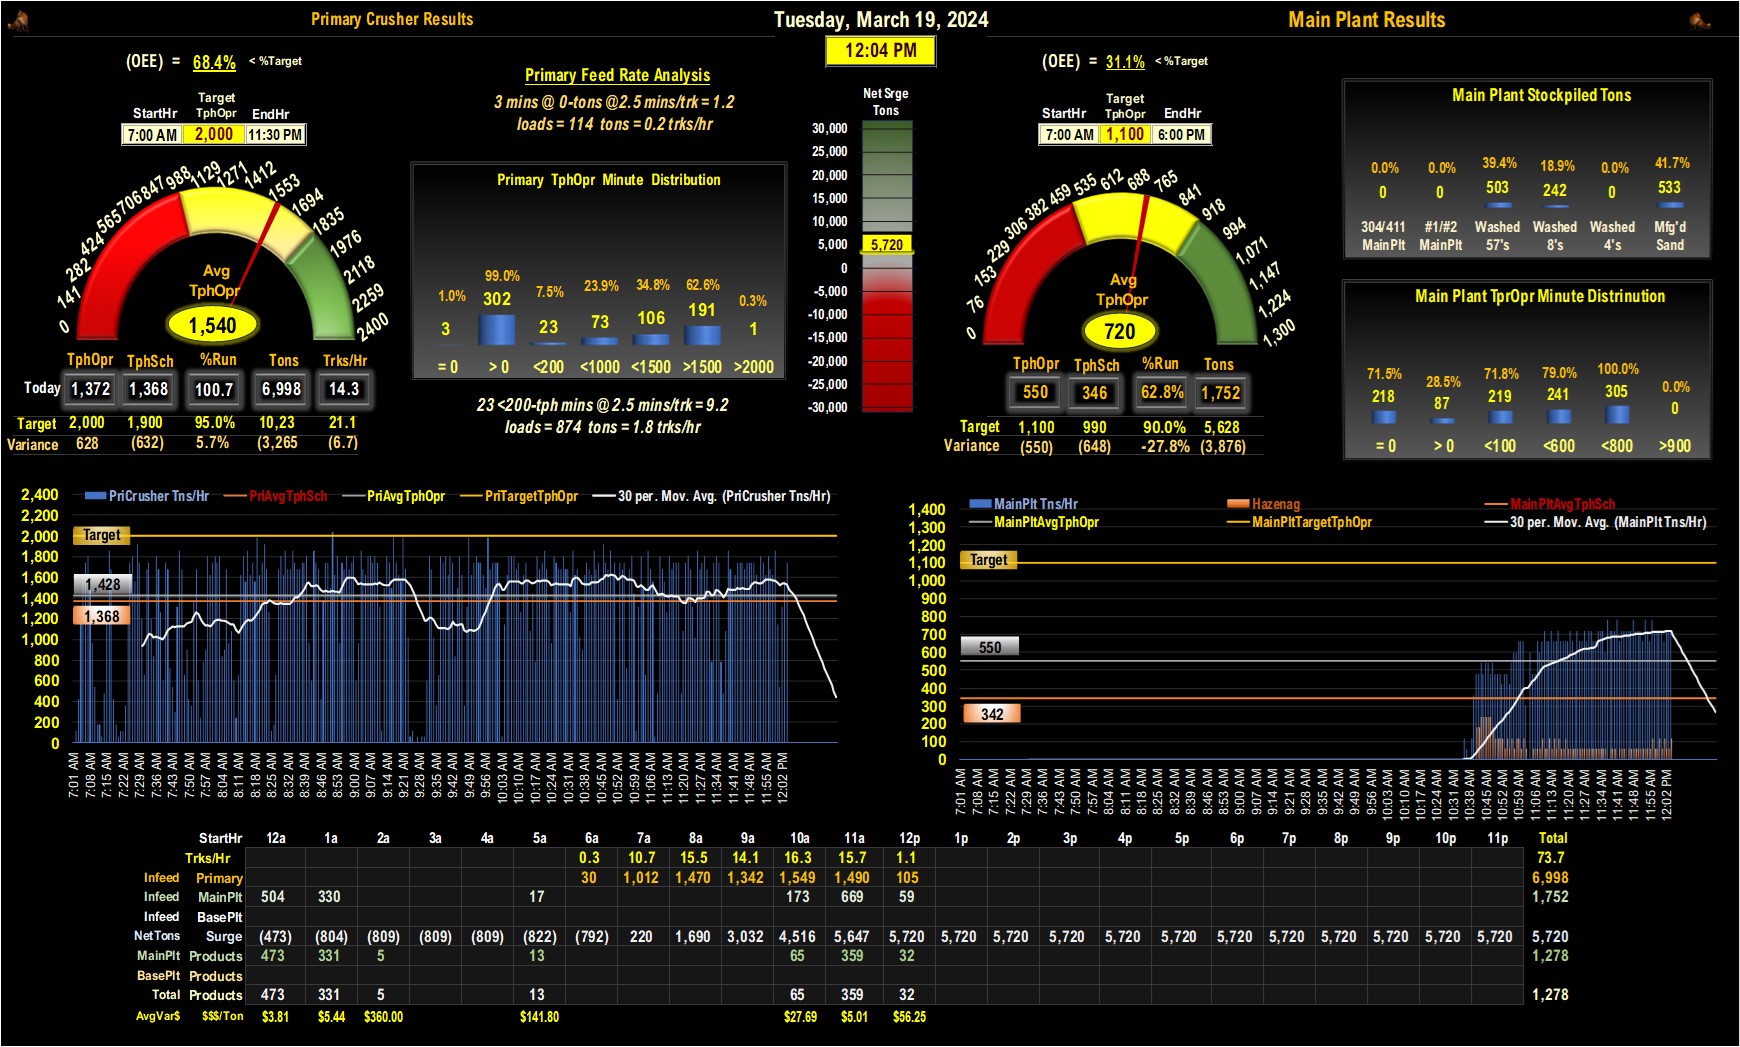 Primary Crusher Results
Tuesday, March 19, 2024
Main Plant Results
12:04 PM
(OEE) = 68.4% < %Target
StartHr Target TphOpr EndHr
7:00 AM 2,000 11:30 PM
0 141 282 424 565 706 847 988 1129 1271 1412 1553 1694 1835 1976 2118 2259 2400
Avg
TphOpr
1,540
TphOpr TphSch %Run Tons Trks/Hr
Today 1,372 1,368 100.7 6,998 14.3
Target 2,000 1,900 95.0% 10,23 21.1
Variance 628 (632) 5.7% (3,265 (6.7)
Primary Feed Rate Analysis
3 mins @ 0-tons @2.5 mins/trk = 1.2
loads = 114 tons = 0.2 trks/hr
Primary TphOpr Minute Distribution
1.0% 99.0% 7.5% 23.9% 34.8% 62.6% 0.3%
3 302 23 73 106 191 1
= 0 > 0 <200 <1000 <1500 >1500 >2000
23 <200-tph mins @ 2.5 mins/trk = 9.2
loads = 874 tons = 1.8 trks/hr
Net Srge
Tons
30,000
25,000
20,000
15,000
10,000
5,000
5,720
0
-5,000
-10,000
-15,000
-20,000
-25,000
-30,000
(OEE) = 31.1% < %Target
StartHr Target TphOpr EndHr
7:00 AM 1,100 6:00 PM
0 76 153 229 306 382 459 535 612 688 765 841 918 994 1,071 1,147 1,224 1,300
Avg
TphOpr
720
TphOpr TphSch %Run Tons
550 346 62.8% 1,752
Target 1,100 990 90.0% 5,628
Variance (550) (648) -27.8% (3,876)
Main Plant Stockpiled Tons
0.0% 0.0% 39.4% 18.9% 0.0% 41.7%
0 0 503 242 0 533
304/411 #1/#2 Washed Washed Washed Mfg'd
MainPlt MainPlt 57's 8's 4's Sand
Main Plant TprOpr Minute Distrinution
71.5% 28.5% 71.8% 79.0% 100.0% 0.0%
218 87 219 241 305 0
= 0 > 0 <100 <600 <800 >900
PriCrusher Tns/Hr PriAvgTphSch PriAvgTphOpr PriTargetTphOpr 30 per. Mov. Avg. (PriCrusher Tns/Hr)
2,400
2,200
2,000
1,800
1,600
1,400
1,200
1,000
800
600
400
200
0
Target
1,428
1,368
7:01 AM 7:08 AM 7:15 AM 7:22 AM 7:29 AM 7:36 AM 7:43 AM 7:50 AM 7:57 AM 8:04 AM 8:11 AM 8:18 AM 8:25 AM 8:32 AM 8:39 AM 8:46 AM 8:53 AM 9:00 AM 9:07 AM 9:14 AM 9:21 AM 9:28 AM 9:35 AM 9:42 AM 9:49 AM 9:56 AM 10:03 AM 10:10 AM 10:17 AM 10:24 AM 10:31 AM 10:38 AM 10:45 AM 10:52 AM 10:59 AM 11:06 AM 11:13 AM 11:20 AM 11:27 AM 11:34 AM 11:41 AM 11:48 AM 11:55 AM 12:02 PM
MainPlt Tns/Hr Hazenag MainPltAvgTphSch
MainPltAvgTphOpr MainPltTargetTphOpr 30 per. Mov. Avg. (MainPlt Tns/Hr)
1,400
1,300
1,200
1,100
1,000
900
800
700
600
500
400
300
200
100
0
Target
550
342
7:01 AM 7:08 AM 7:15 AM 7:22 AM 7:29 AM 7:36 AM 7:43 AM 7:50 AM 7:57 AM 8:04 AM 8:11 AM 8:18 AM 8:25 AM 8:32 AM 8:39 AM 8:46 AM 8:53 AM 9:00 AM 9:07 AM 9:14 AM 9:21 AM 9:28 AM 9:35 AM 9:42 AM 9:49 AM 9:56 AM 10:03 AM 10:10 AM 10:17 AM 10:24 AM 10:31 AM 10:38 AM 10:45 AM 10:52 AM 10:59 AM 11:06 AM 11:13 AM 11:20 AM 11:27 AM 11:34 AM 11:41 AM 11:48 AM 11:55 AM 12:02 PM
StartHr 12a 1a 2a 3a 4a 5a 6a 7a 8a 9a 10a 11a 12p 1p 2p 3p 4p 5p 6p 7p 8p 9p 10p 11p Total
Trks/Hr 0.3 10.7 15.5 14.1 16.3 15.7 1.1 73.7
Infeed Primary 30 1,012 1,470 1,342 1,549 1,490 105 6,998
Infeed MainPlt 504 330 17 173 669 59 1,752
Infeed BasePlt
NetTons Surge (473) (804) (809) (809) (809) (822) (792) 220 1,690 3,032 4,516 5,647 5,720 5,720 5,720 5,720 5,720 5,720 5,720 5,720 5,720 5,720 5,720 5,720 5,720
MainPlt Products 473 331 5 13 65 359 32 1,278
BasePlt Products
Total Products 473 331 5 13 65 359 32 1,278
AvgVar$ $$$/Ton $3.81 $5.44 $360.00 $141.80 $27.69 $5.01 $56.25